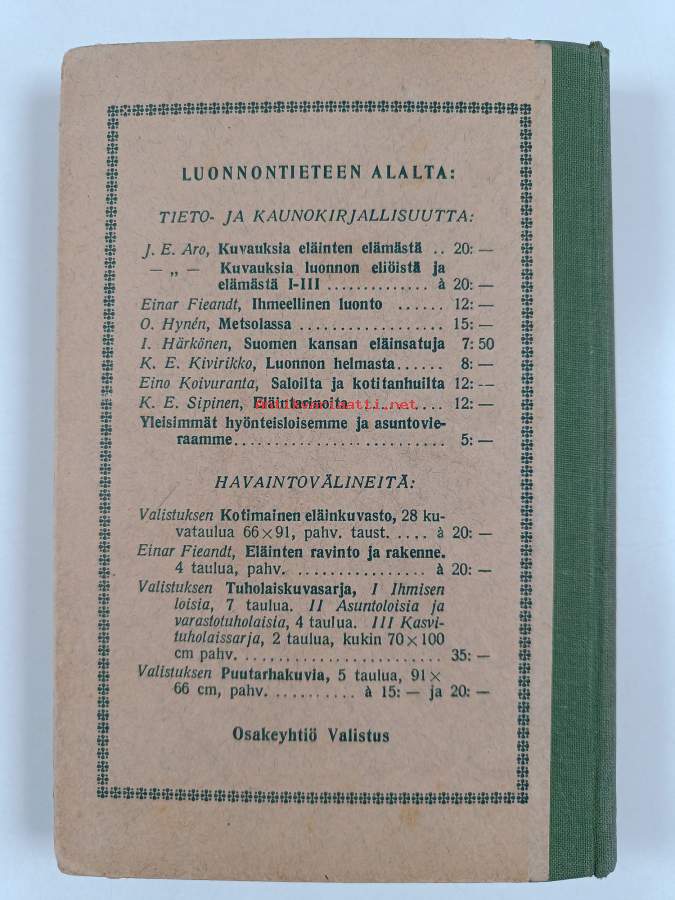 LUONNONTIETEEN ALALTA:
TIETO- JA KAUNOKIRJALLISUUTTA:
J. E. Aro, Kuvauksia eläinten elämästä .. 20: —
— „ — Kuvauksia luonnon eliöistä ja
elämästä I-III .............. à 20: —
Einar Fieandt, Ihmeellinen luonto ...... 12: —
O. Hynén, Metsolassa ................... 15: —
I. Härkönen, Suomen kansan eläinsatuja 7: 50
K. E. Kivirikko, Luonnon helmasta...... 8: —
Eino Koivuranta, Saloilta ja kotitanhuilta 12: —
K. E. Sipinen, Eläintarinoita .......... 12: —
Yleisimmät hyönteisloisemme ja asuntovie-
raamme............................. 5: —
HAVAINTOVÄLINEITÄ:
Valistuksen Kotimainen eläinkuvasto, 28 ku-
vataulua 66×91, pahv. taust. .... à 20: —
Einar Fieandt, Eläinten ravinto ja rakenne.
4 taulua, pahv. ................. à 20: —
Valistuksen Tuholaiskuvasarja, I Ihmisen
loisia, 7 taulua. II Asuntoloisia ja
varastotuholaisia, 4 taulua. III Kasvi-
tuholaissarja, 2 taulua, kukin 70×100
cm pahv. ........................... 35: —
Valistuksen Puutarhakuvia, 5 taulua, 91×
66 cm, pahv. .......... à 15: — ja 20: —
Osakeyhtiö Valistus